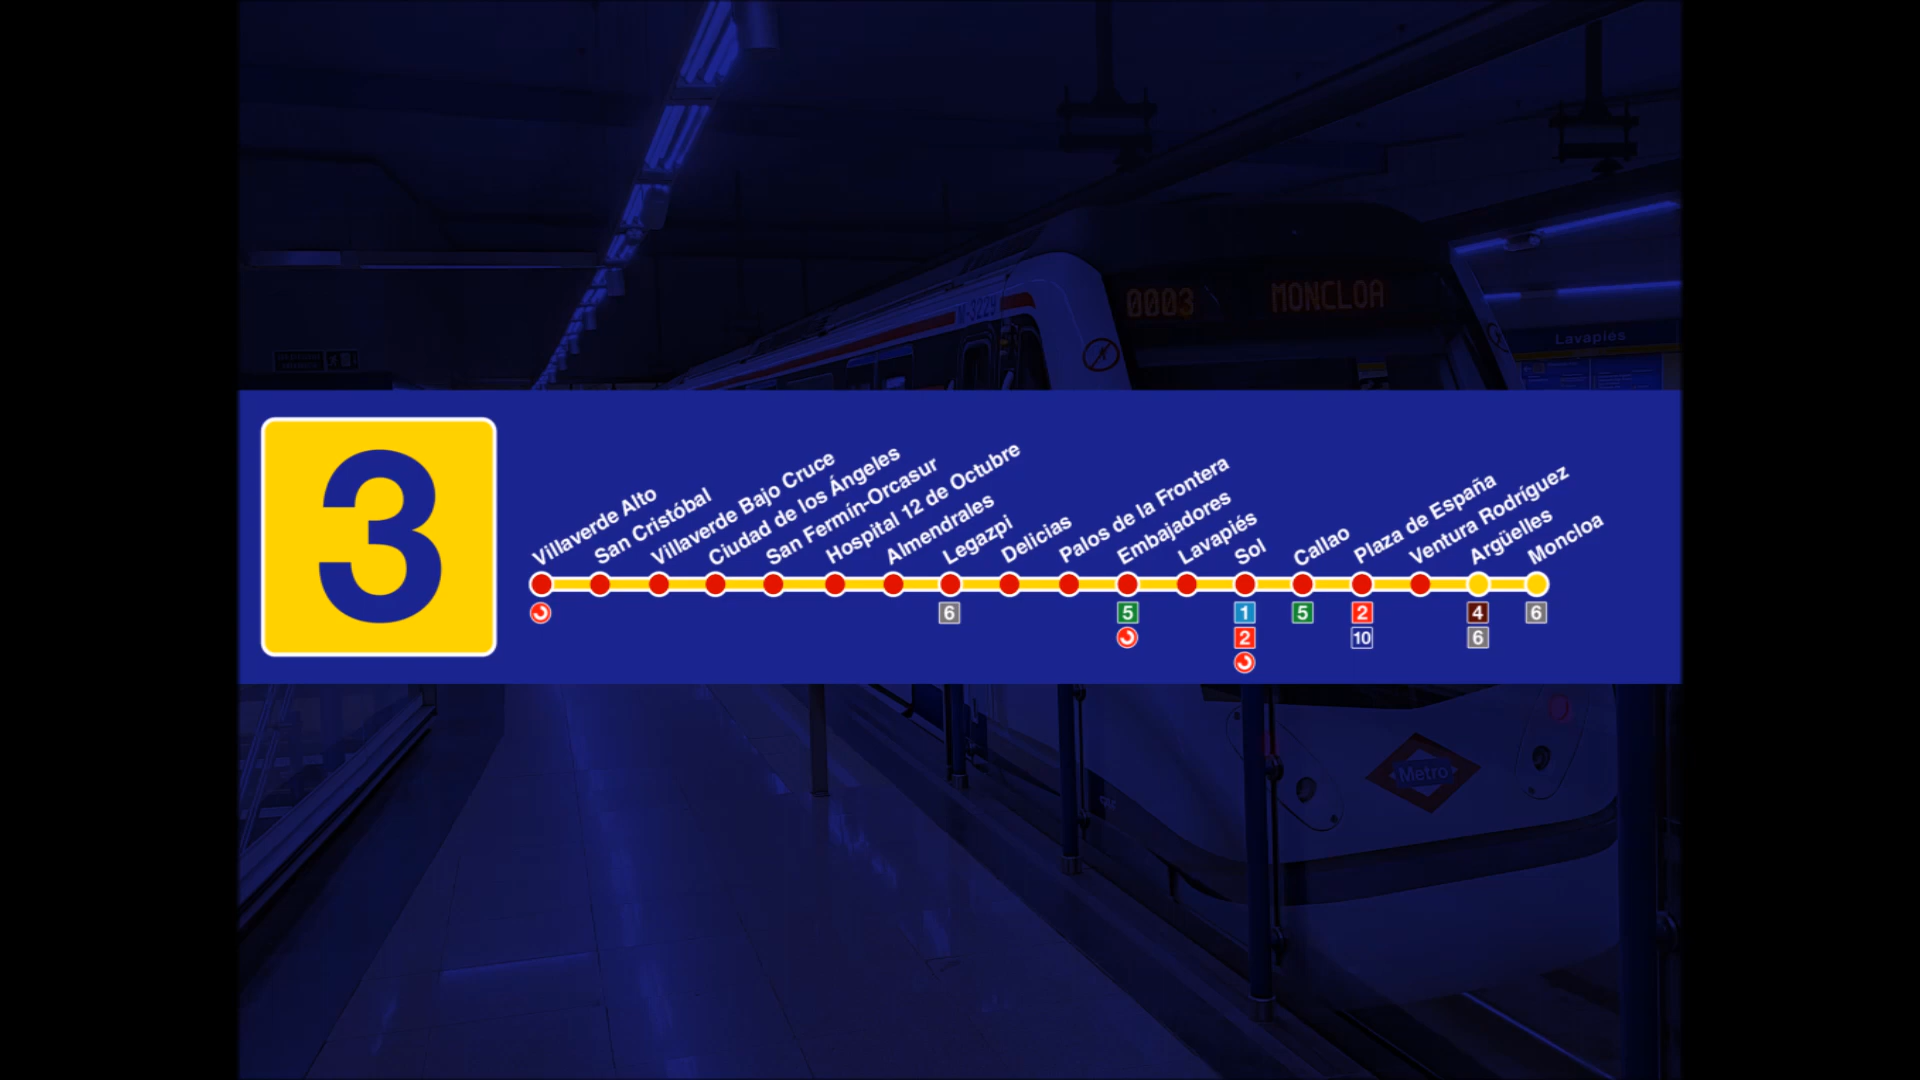 0003 MONCLOA
M-3229
Lavapiés
3
Villaverde Alto
San Cristóbal
Villaverde Bajo Cruce
Ciudad de los Ángeles
San Fermín-Orcasur
Hospital 12 de Octubre
Almendrales
Legazpi
Delicias
Palos de la Frontera
Embajadores
Lavapiés
Sol
Callao
Plaza de España
Ventura Rodríguez
Argüelles
Moncloa
6 5 1 5 2 4 6
2 10 6
Metro